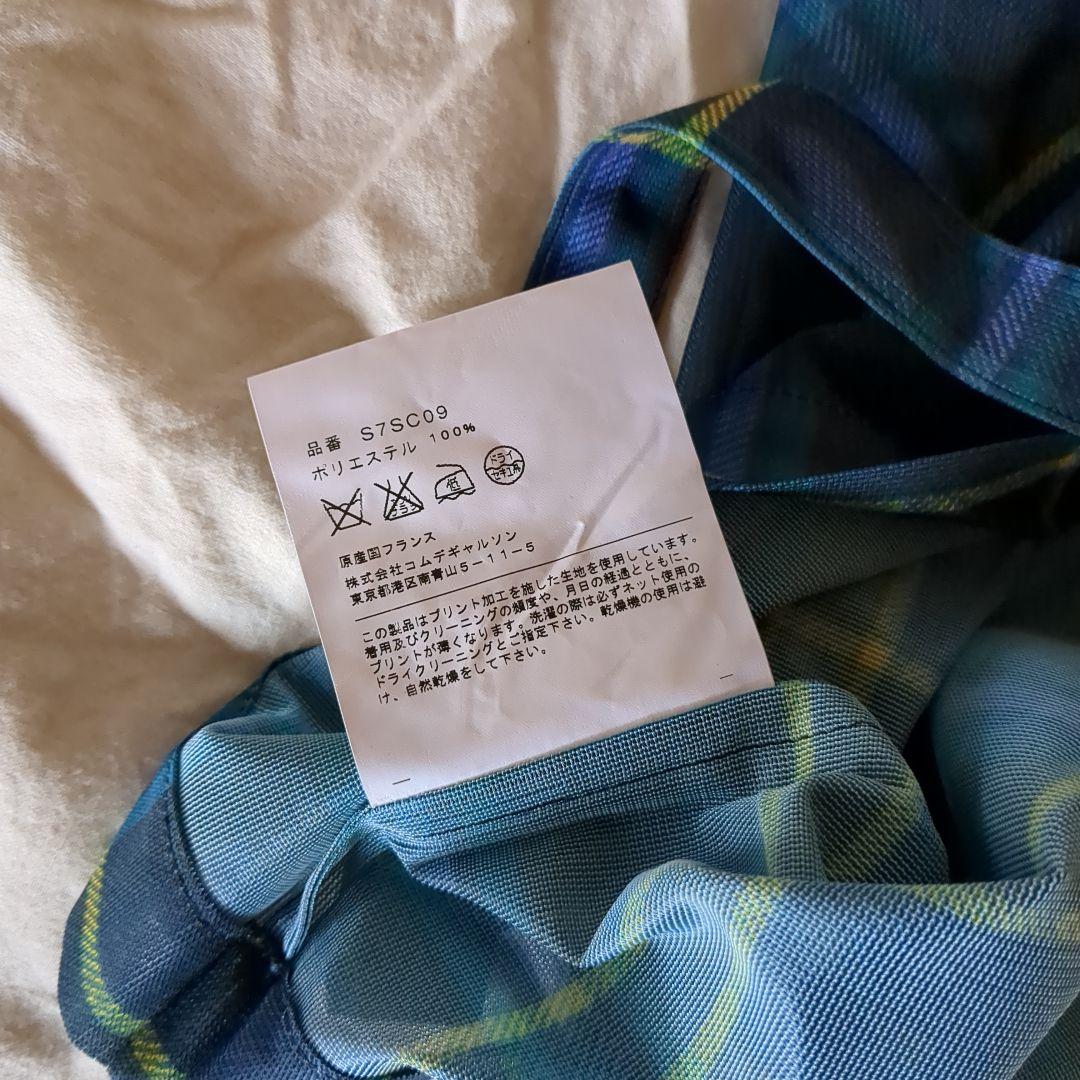 品番 S7SC09
ポリエステル 100%
エンソサラシ
低
ドライ
セキユ系
原産国フランス
株式会社コムデギャルソン
東京都港区南青山5-11-5
この製品はプリント加工を施した生地を使用しています。
着用及びクリーニングの頻度や、月日の経過とともに、
プリントが薄くなります。洗濯の際は必ずネット使用の
ドライクリーニングとご指定下さい。乾燥機の使用は避
け、自然乾燥をして下さい。